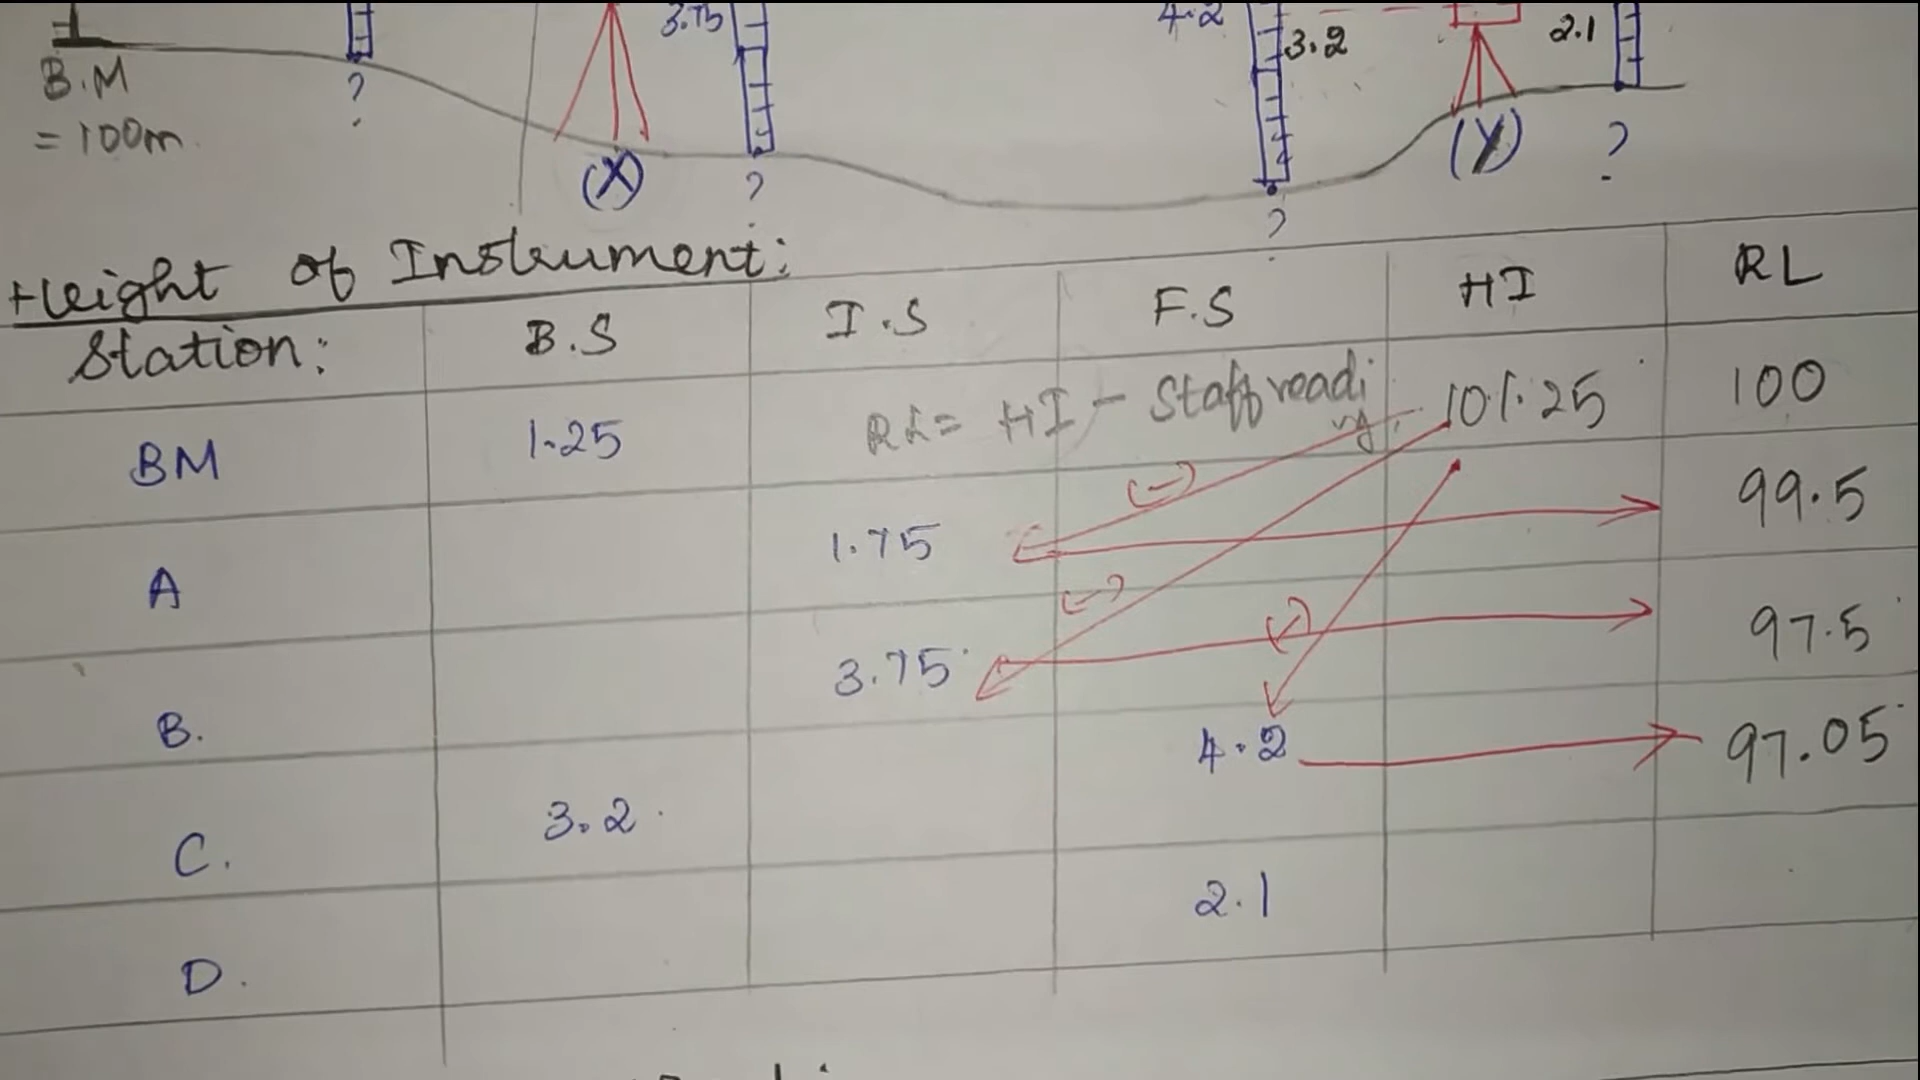 3.75
4.2
3.2
2.1
B.M
= 100m
?
(X)
?
?
(Y)
?
Height of Instrument:
Station: B.S I.S F.S HI RL
BM 1.25 RL = HI - Staff reading 101.25 100
A 1.75 (-) 99.5
B. 3.75 (-) (-) 97.5
C. 3.2 4.2 97.05
D. 2.1